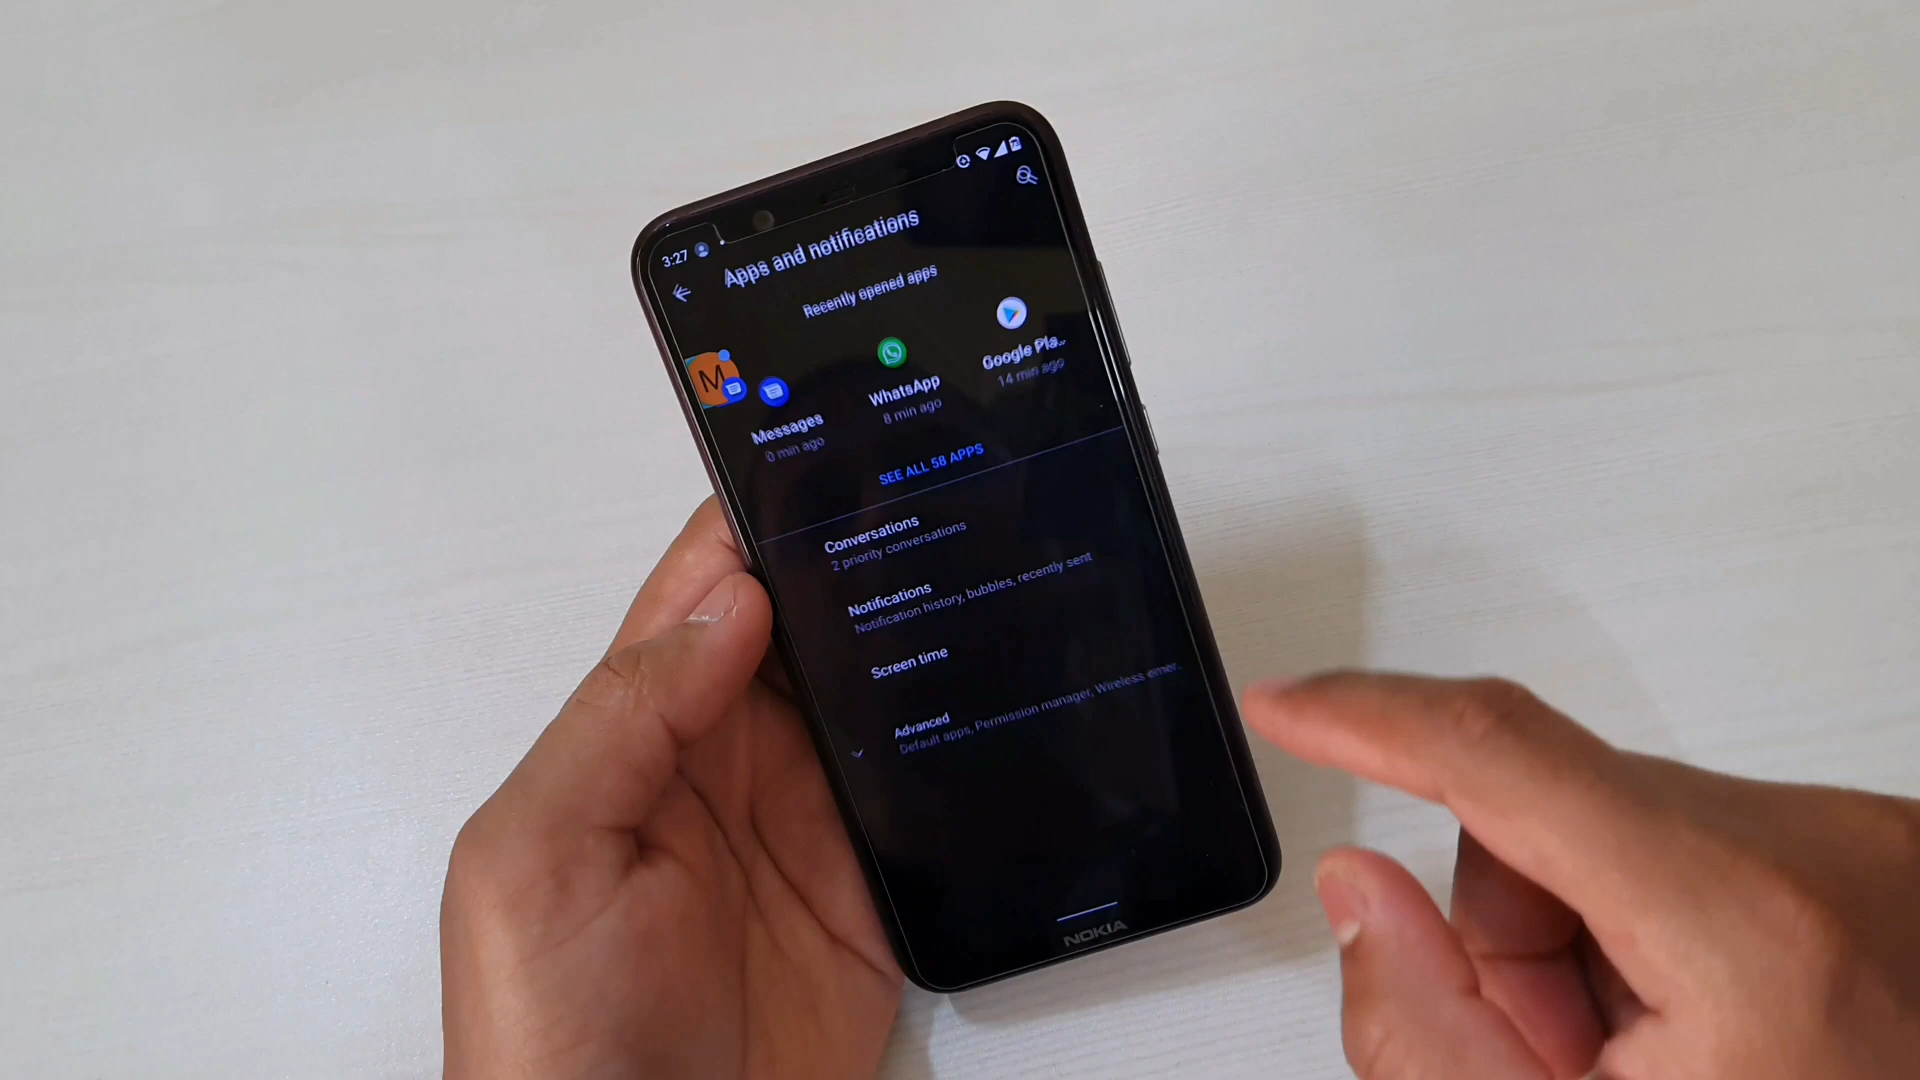 3:27
Apps and notifications
Recently opened apps
M
Messages
0 min ago
WhatsApp
8 min ago
Google Pla...
14 min ago
SEE ALL 58 APPS
Conversations
2 priority conversations
Notifications
Notification history, bubbles, recently sent
Screen time
Advanced
Default apps, Permission manager, Wireless emer...
NOKIA